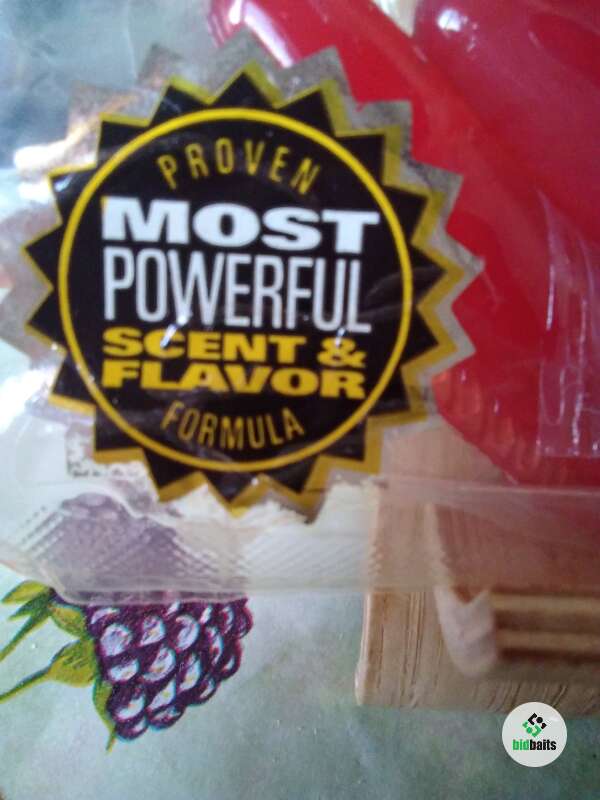 PROVEN
MOST
POWERFUL
SCENT &
FLAVOR
FORMULA
bidbaits